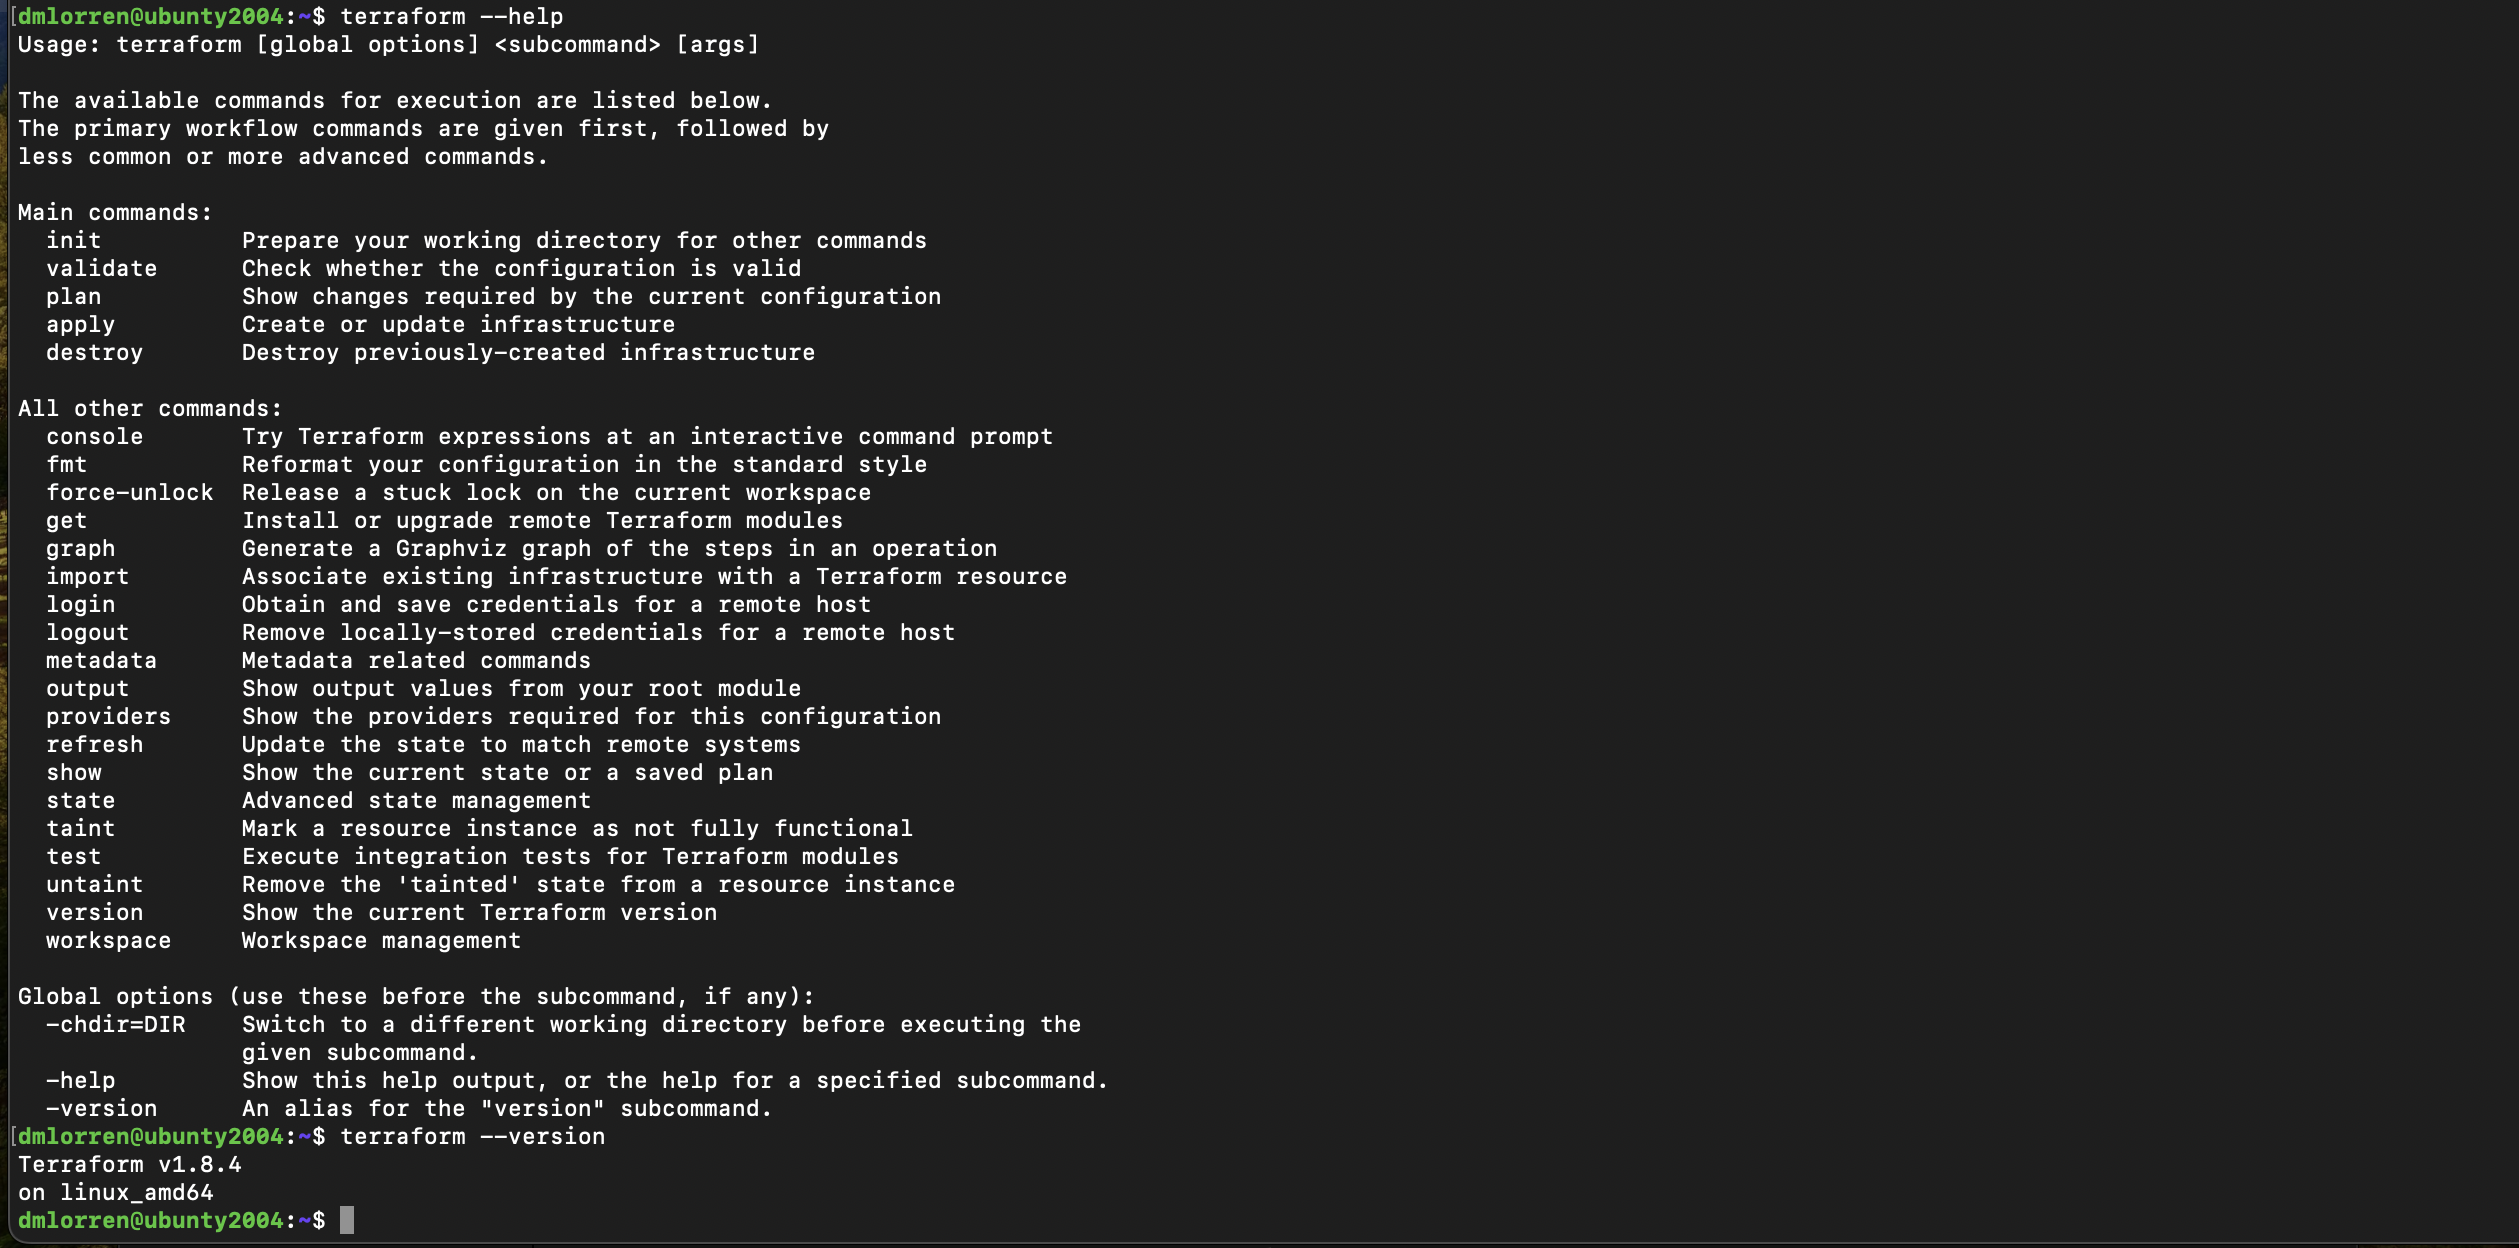 [dmlorren@ubunty2004:~$ terraform --help
Usage: terraform [global options] <subcommand> [args]

The available commands for execution are listed below.
The primary workflow commands are given first, followed by
less common or more advanced commands.

Main commands:
  init          Prepare your working directory for other commands
  validate      Check whether the configuration is valid
  plan          Show changes required by the current configuration
  apply         Create or update infrastructure
  destroy       Destroy previously-created infrastructure

All other commands:
  console       Try Terraform expressions at an interactive command prompt
  fmt           Reformat your configuration in the standard style
  force-unlock  Release a stuck lock on the current workspace
  get           Install or upgrade remote Terraform modules
  graph         Generate a Graphviz graph of the steps in an operation
  import        Associate existing infrastructure with a Terraform resource
  login         Obtain and save credentials for a remote host
  logout        Remove locally-stored credentials for a remote host
  metadata      Metadata related commands
  output        Show output values from your root module
  providers     Show the providers required for this configuration
  refresh       Update the state to match remote systems
  show          Show the current state or a saved plan
  state         Advanced state management
  taint         Mark a resource instance as not fully functional
  test          Execute integration tests for Terraform modules
  untaint       Remove the 'tainted' state from a resource instance
  version       Show the current Terraform version
  workspace     Workspace management

Global options (use these before the subcommand, if any):
  -chdir=DIR    Switch to a different working directory before executing the
                given subcommand.
  -help         Show this help output, or the help for a specified subcommand.
  -version      An alias for the "version" subcommand.
[dmlorren@ubunty2004:~$ terraform --version
Terraform v1.8.4
on linux_amd64
dmlorren@ubunty2004:~$